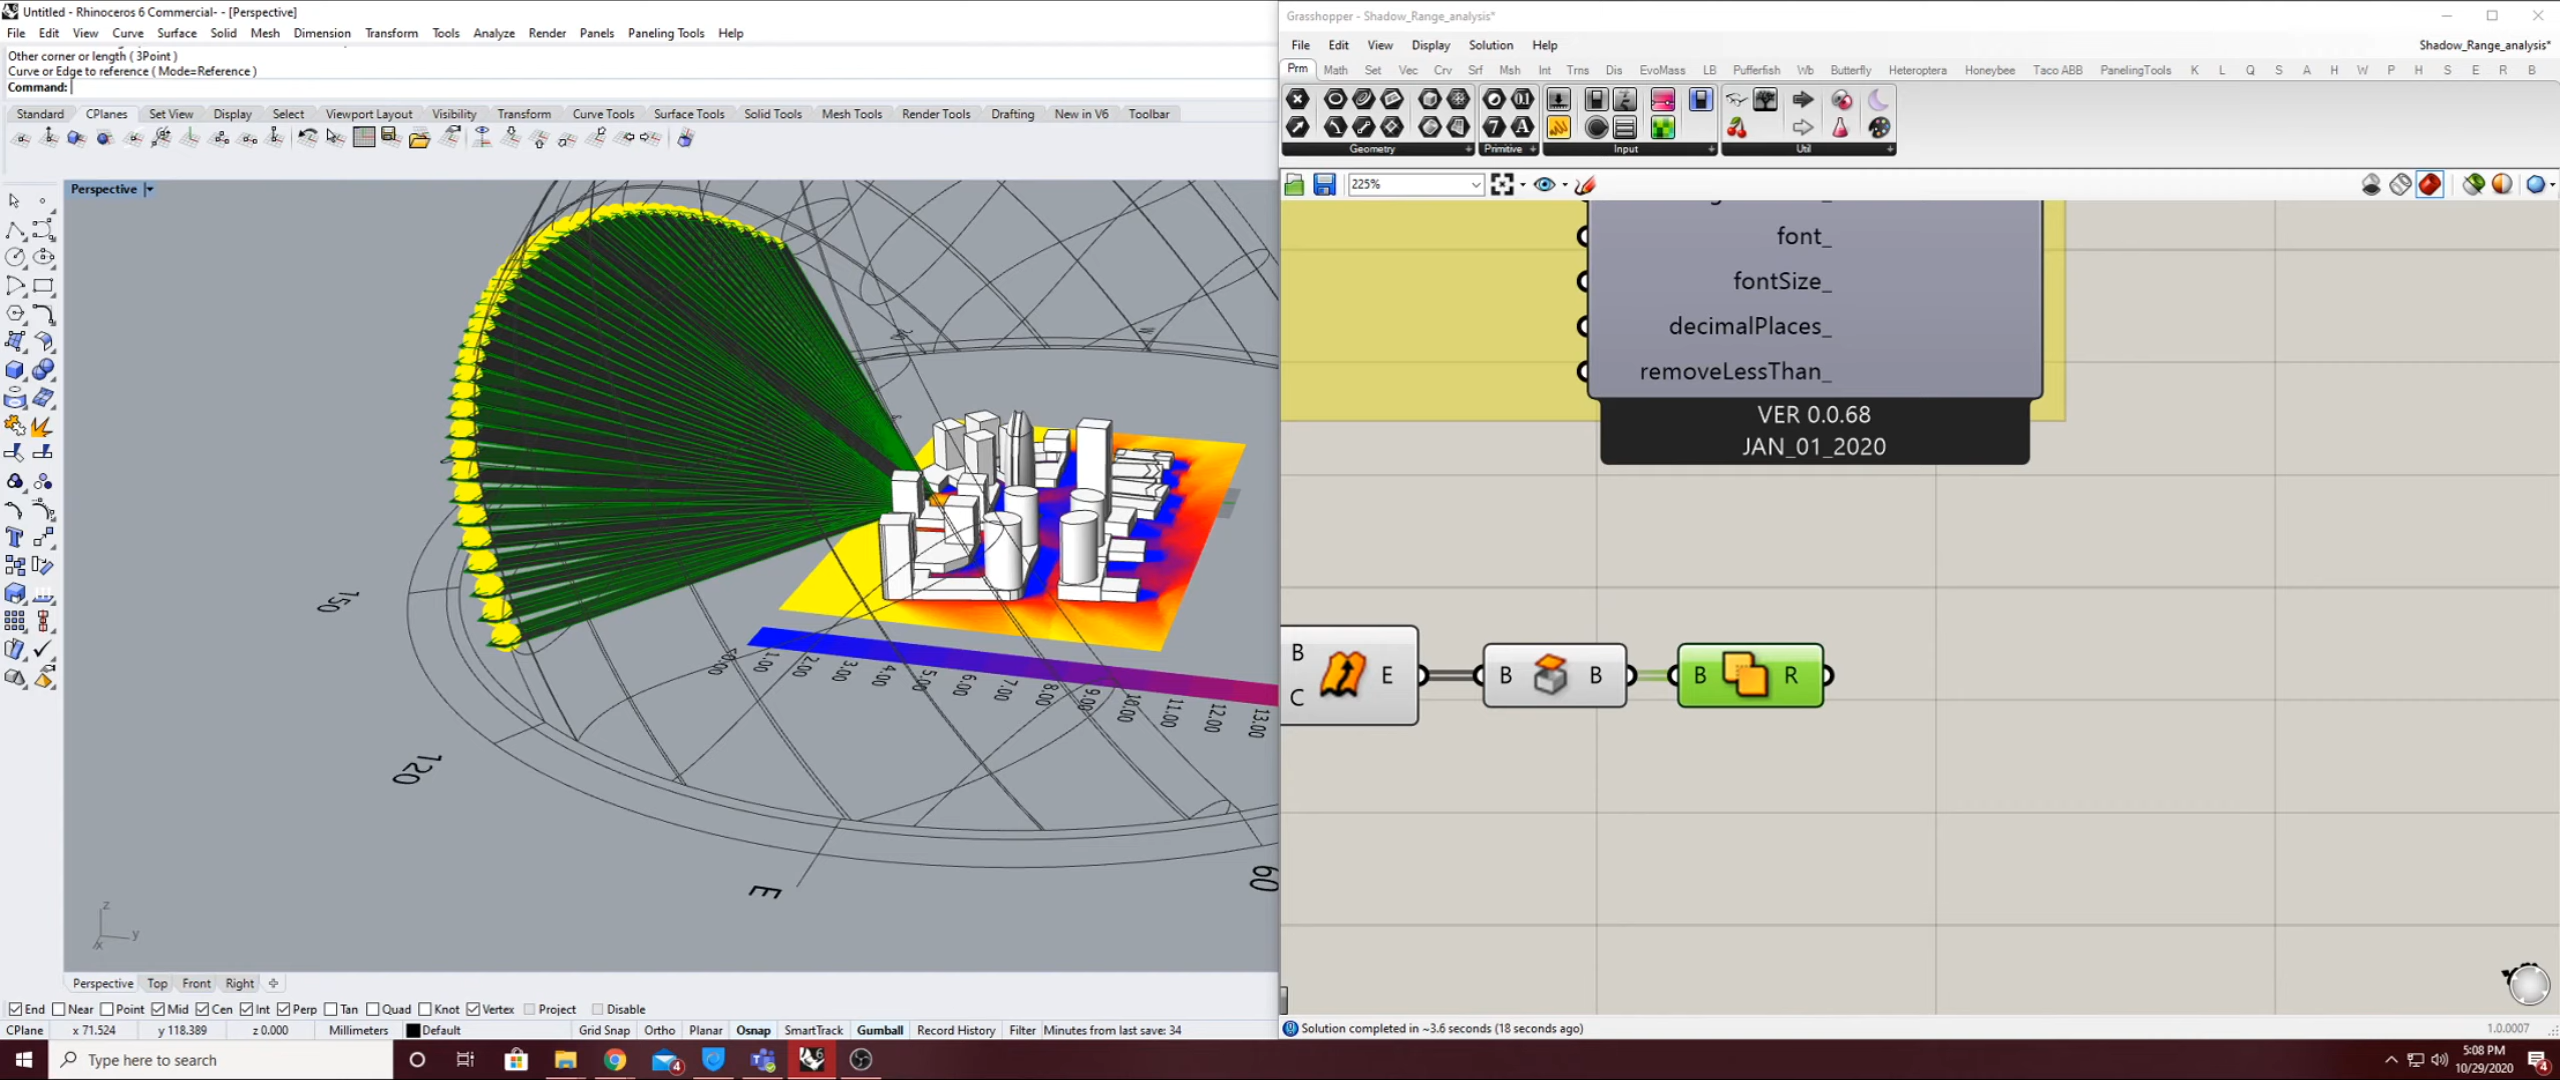 Untitled - Rhinoceros 6 Commercial- - [Perspective]
File Edit View Curve Surface Solid Mesh Dimension Transform Tools Analyze Render Panels Paneling Tools Help
Other corner or length ( 3Point )
Curve or Edge to reference ( Mode=Reference )
Command:
Standard CPlanes Set View Display Select Viewport Layout Visibility Transform Curve Tools Surface Tools Solid Tools Mesh Tools Render Tools Drafting New in V6 Toolbar
Perspective
150
120
E
60
<0.00
1.00
2.00
3.00
4.00
5.00
6.00
7.00
8.00
9.00
10.00
11.00
12.00
13.00
z
y
x
Perspective Top Front Right
End Near Point Mid Cen Int Perp Tan Quad Knot Vertex Project Disable
CPlane x 71.524 y 118.389 z 0.000 Millimeters Default Grid Snap Ortho Planar Osnap SmartTrack Gumball Record History Filter Minutes from last save: 34
Grasshopper - Shadow_Range_analysis*
File Edit View Display Solution Help Shadow_Range_analysis*
Prm Math Set Vec Crv Srf Msh Int Trns Dis EvoMass LB Pufferfish Wb Butterfly Heteroptera Honeybee Taco ABB PanelingTools K L Q S A H W P H S E R B
Geometry Primitive Input Util
225%
font_
fontSize_
decimalPlaces_
removeLessThan_
VER 0.0.68
JAN_01_2020
B
C
E
B B
B R
Solution completed in ~3.6 seconds (18 seconds ago) 1.0.0007
Type here to search
4
5:08 PM
10/29/2020
4